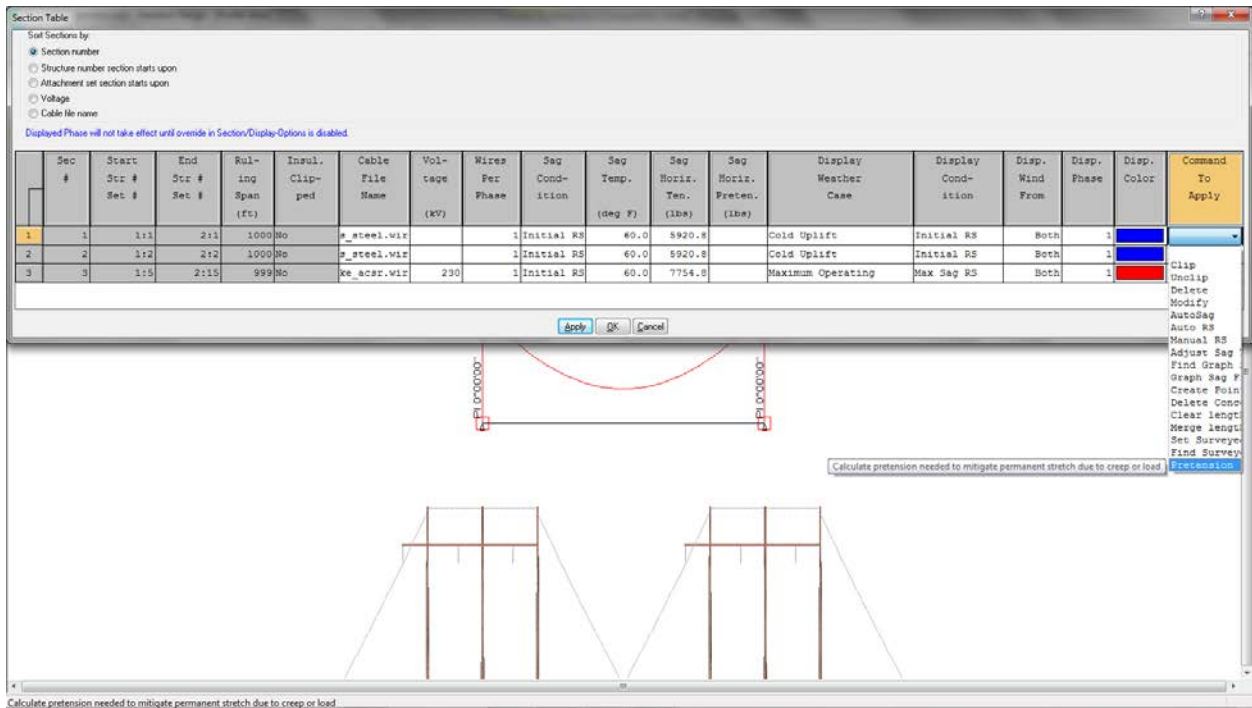 Section Table
Sort Sections by:
Section number
Structure number section starts upon
Attachment set section starts upon
Voltage
Cable file name
Displayed Phase will not take effect until override in Section/Display-Options is disabled.
Sec # Start Str # Set # End Str # Set # Rul- ing Span (ft) Insul. Clip- ped Cable File Name Vol- tage (kV) Wires Per Phase Sag Cond- ition Sag Temp. (deg F) Sag Horiz. Ten. (lbs) Sag Horiz. Preten. (lbs) Display Weather Case Display Cond- ition Disp. Wind From Disp. Phase Disp. Color Command To Apply
1 1 1:1 2:1 1000 No s_steel.wir 1 Initial RS 60.0 5920.8 Cold Uplift Initial RS Both 1
2 2 1:2 2:2 1000 No s_steel.wir 1 Initial RS 60.0 5920.8 Cold Uplift Initial RS Both 1
3 3 1:5 2:15 999 No ke_acsr.wir 230 1 Initial RS 60.0 7754.8 Maximum Operating Max Sag RS Both 1
Clip
Unclip
Delete
Modify
AutoSag
Auto RS
Manual RS
Adjust Sag
Find Graph
Graph Sag F
Create Poin
Delete Conc
Clear lengt
Merge lengt
Set Surveye
Find Survey
Pretension
Apply OK Cancel
Calculate pretension needed to mitigate permanent stretch due to creep or load
Calculate pretension needed to mitigate permanent stretch due to creep or load